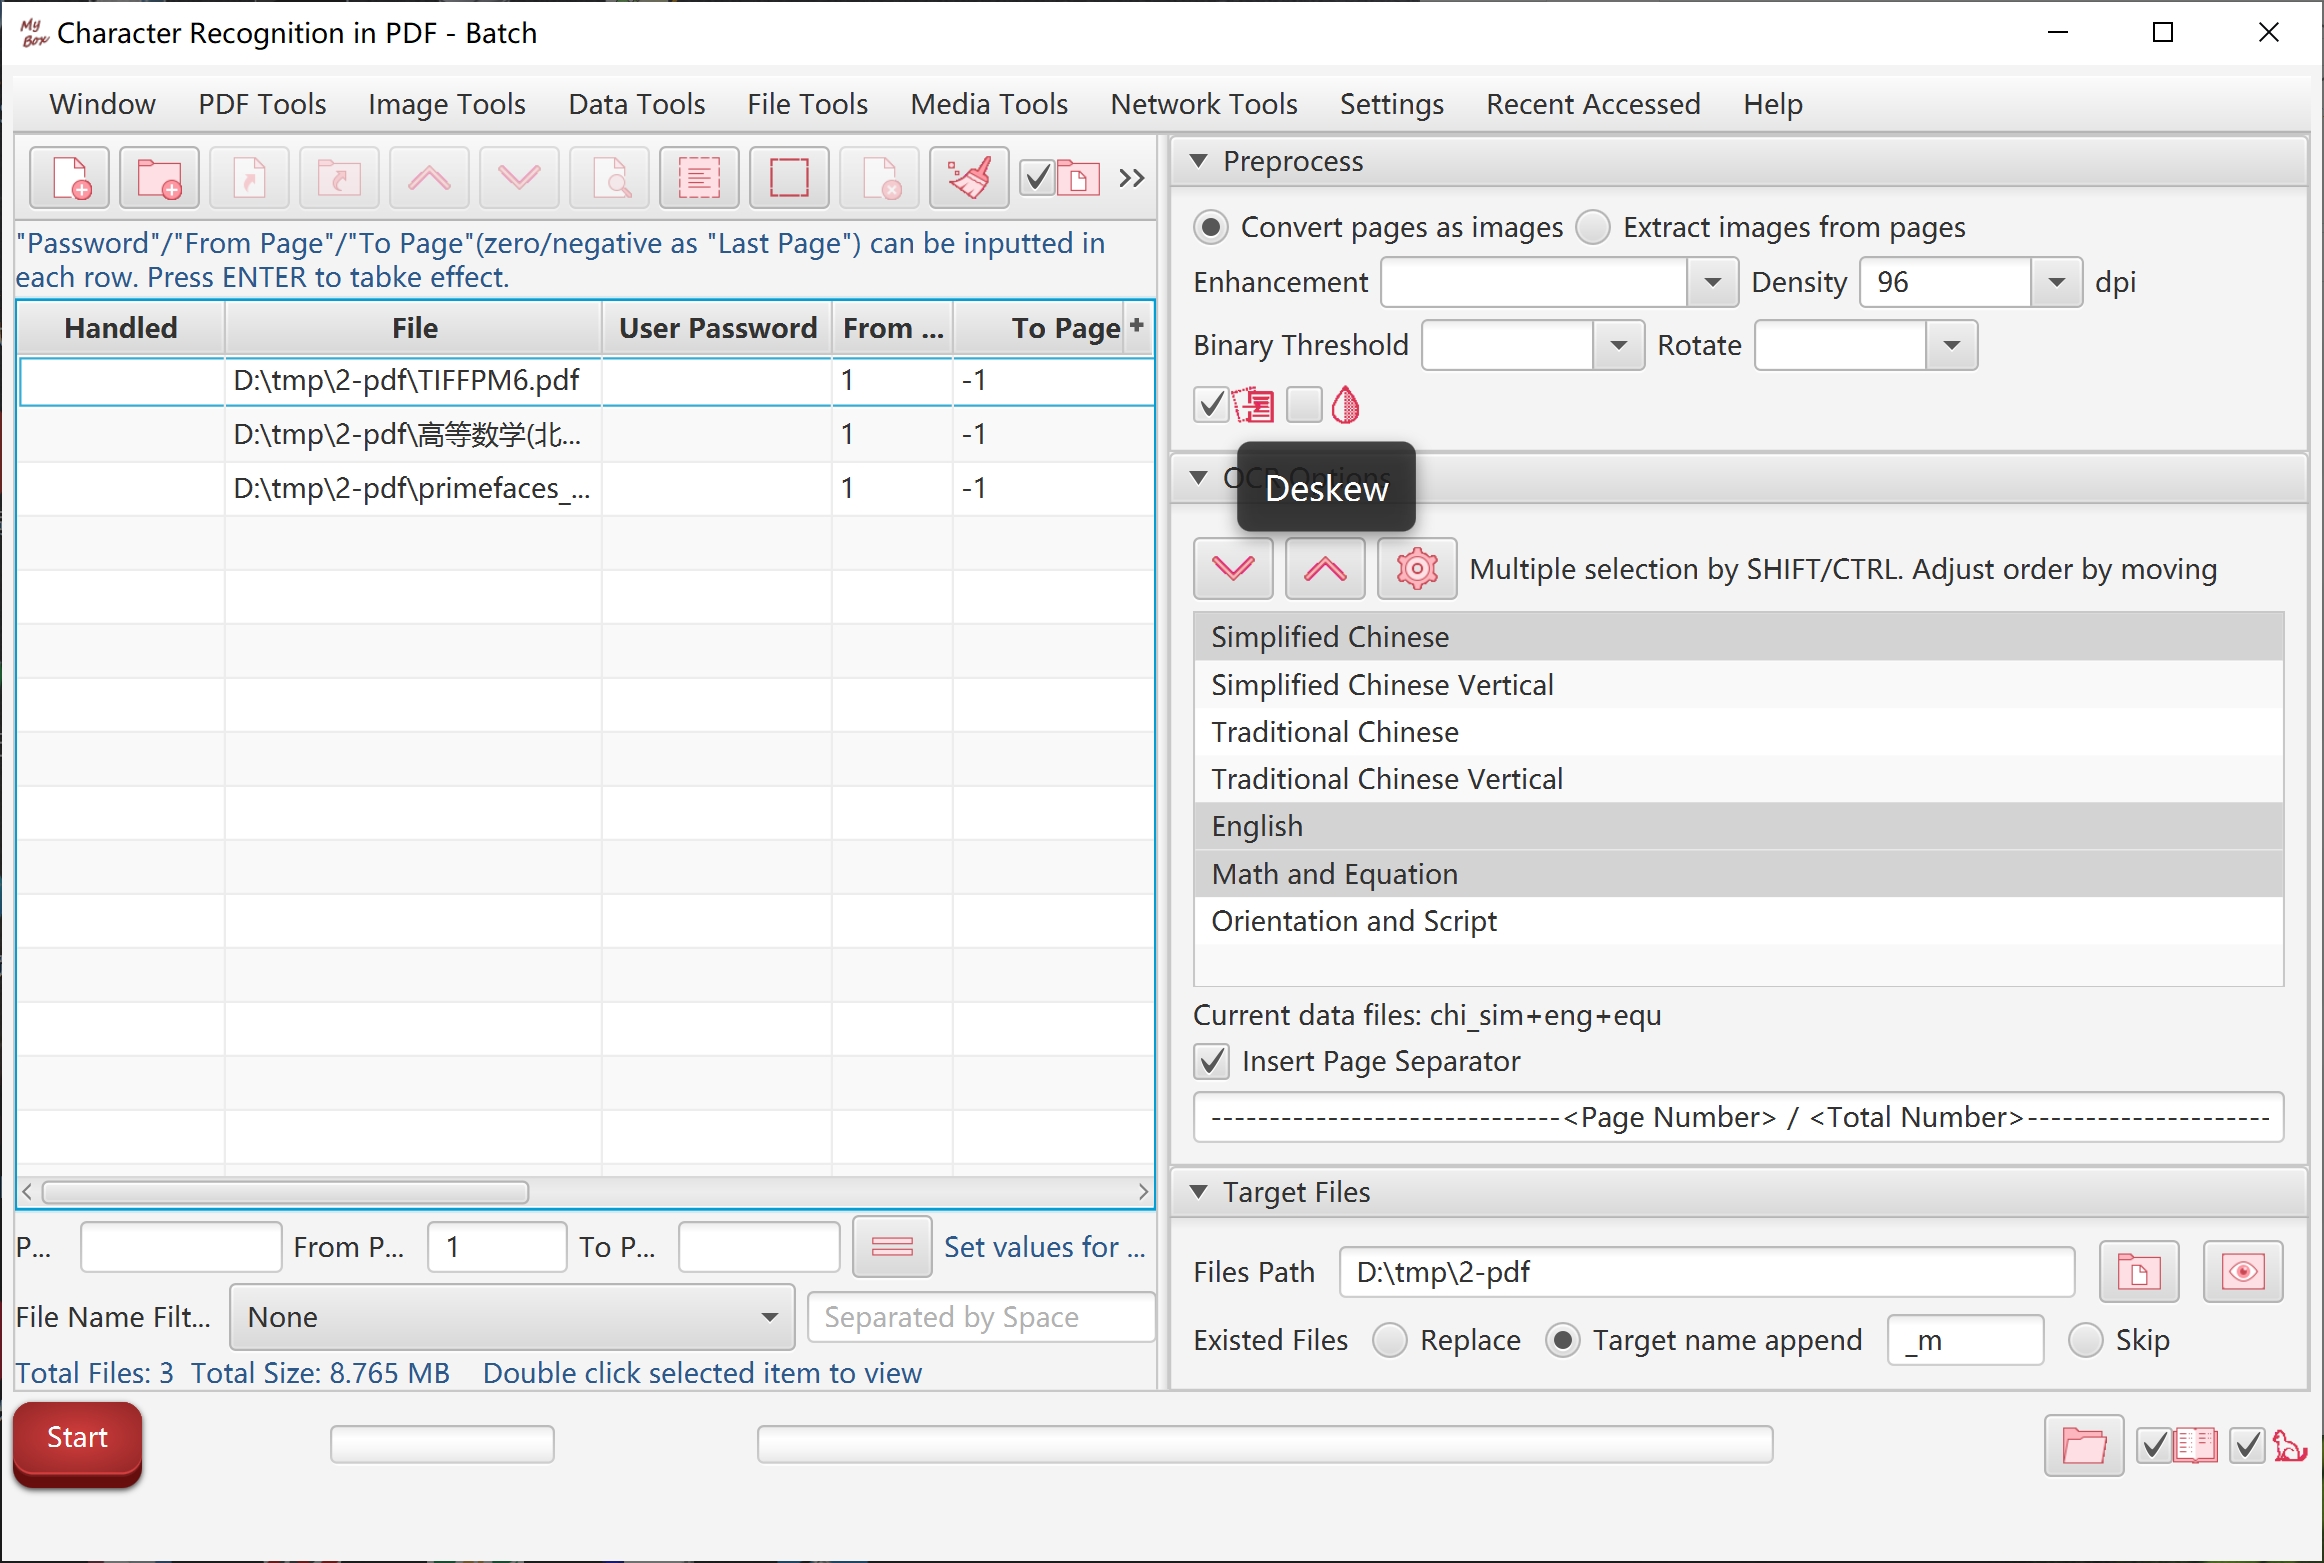 My Box Character Recognition in PDF - Batch
Window PDF Tools Image Tools Data Tools File Tools Media Tools Network Tools Settings Recent Accessed Help
"Password"/"From Page"/"To Page"(zero/negative as "Last Page") can be inputted in
each row. Press ENTER to tabke effect.
Handled File User Password From ... To Page +
D:\tmp\2-pdf\TIFFPM6.pdf 1 -1
D:\tmp\2-pdf\高等数学(北... 1 -1
D:\tmp\2-pdf\primefaces_... 1 -1
P... From P... 1 To P... Set values for ...
File Name Filt... None Separated by Space
Total Files: 3 Total Size: 8.765 MB Double click selected item to view
Start
Preprocess
Convert pages as images Extract images from pages
Enhancement Density 96 dpi
Binary Threshold Rotate
OCR Options
Deskew
Multiple selection by SHIFT/CTRL. Adjust order by moving
Simplified Chinese
Simplified Chinese Vertical
Traditional Chinese
Traditional Chinese Vertical
English
Math and Equation
Orientation and Script
Current data files: chi_sim+eng+equ
Insert Page Separator
------------------------------<Page Number> / <Total Number>---------------------
Target Files
Files Path D:\tmp\2-pdf
Existed Files Replace Target name append _m Skip